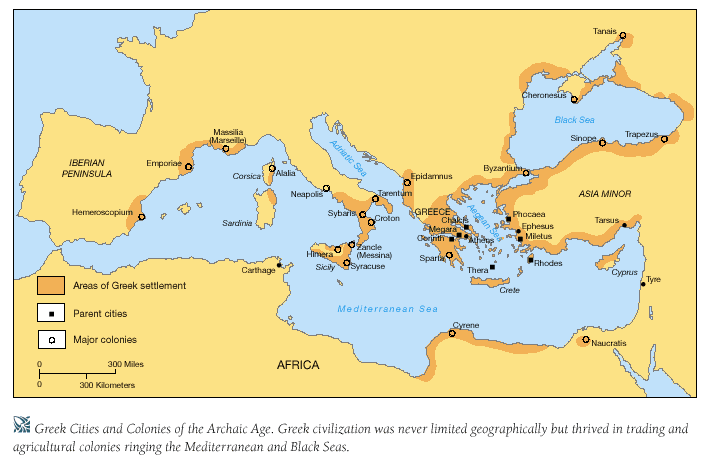 Tanais
Cheronesus
Black Sea
Massilia
(Marseille)
Sinope
Trapezus
Adriatic Sea
Emporiae
IBERIAN
PENINSULA
Corsica
Alalia
Epidamnus
Byzantium
Neapolis
Tarentum
ASIA MINOR
Hemeroscopium
Sardinia
Sybaris
Croton
GREECE
Aegean Sea
Phocaea
Chalcis
Tarsus
Megara
Ephesus
Corinth
Athens
Miletus
Himera
Zancle
(Messina)
Sparta
Rhodes
Carthage
Sicily
Syracuse
Thera
Cyprus
Tyre
Crete
Areas of Greek settlement
Mediterranean Sea
Parent cities
Cyrene
Major colonies
Naucratis
0 300 Miles
AFRICA
0 300 Kilometers
Greek Cities and Colonies of the Archaic Age. Greek civilization was never limited geographically but thrived in trading and
agricultural colonies ringing the Mediterranean and Black Seas.